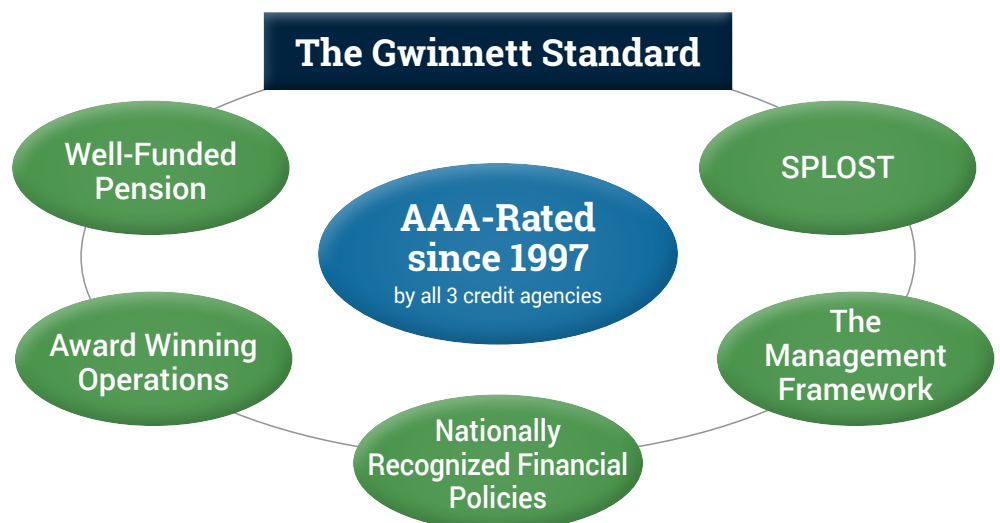 The Gwinnett Standard
Well-Funded
Pension
SPLOST
AAA-Rated
since 1997
by all 3 credit agencies
Award Winning
Operations
The
Management
Framework
Nationally
Recognized Financial
Policies